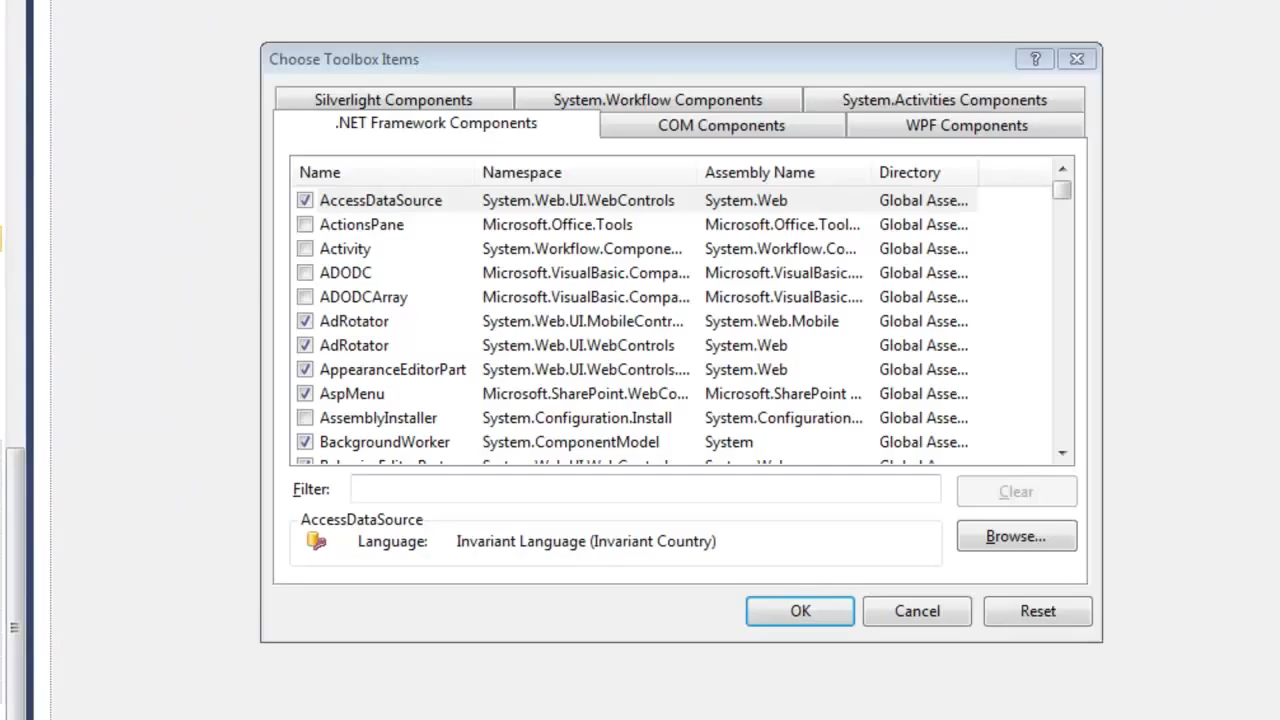 Choose Toolbox Items
Silverlight Components System.Workflow Components System.Activities Components
.NET Framework Components COM Components WPF Components
Name Namespace Assembly Name Directory
AccessDataSource System.Web.UI.WebControls System.Web Global Asse...
ActionsPane Microsoft.Office.Tools Microsoft.Office.Tool... Global Asse...
Activity System.Workflow.Compone... System.Workflow.Co... Global Asse...
ADODC Microsoft.VisualBasic.Compa... Microsoft.VisualBasic.... Global Asse...
ADODCArray Microsoft.VisualBasic.Compa... Microsoft.VisualBasic.... Global Asse...
AdRotator System.Web.UI.MobileContr... System.Web.Mobile Global Asse...
AdRotator System.Web.UI.WebControls System.Web Global Asse...
AppearanceEditorPart System.Web.UI.WebControls.... System.Web Global Asse...
AspMenu Microsoft.SharePoint.WebCo... Microsoft.SharePoint ... Global Asse...
AssemblyInstaller System.Configuration.Install System.Configuration... Global Asse...
BackgroundWorker System.ComponentModel System Global Asse...
Filter: Clear
AccessDataSource
Language: Invariant Language (Invariant Country) Browse...
OK Cancel Reset